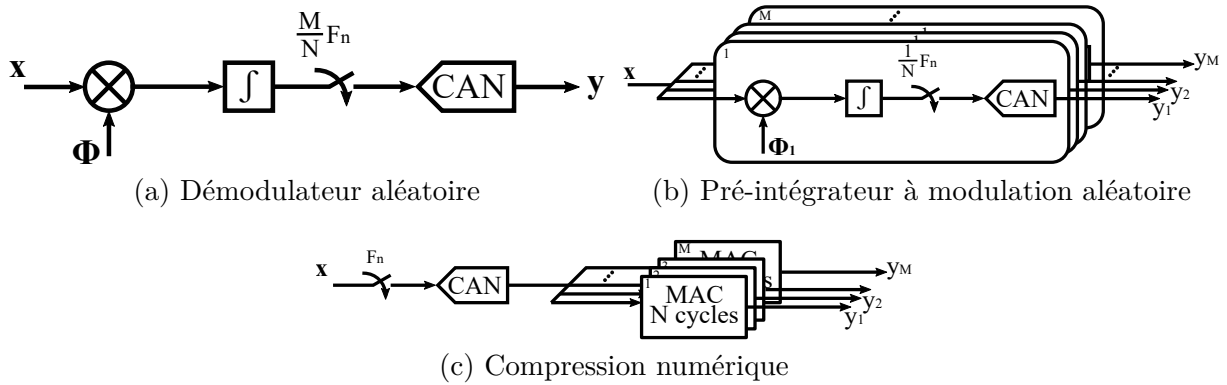 x
Φ
∫
M/N Fn
CAN
y
(a) Démodulateur aléatoire
M
1
1
x
Φ1
∫
1/N Fn
CAN
yM
y2
y1
(b) Pré-intégrateur à modulation aléatoire
x
Fn
CAN
M
MAC
2
1
MAC
N cycles
s
yM
y2
y1
(c) Compression numérique